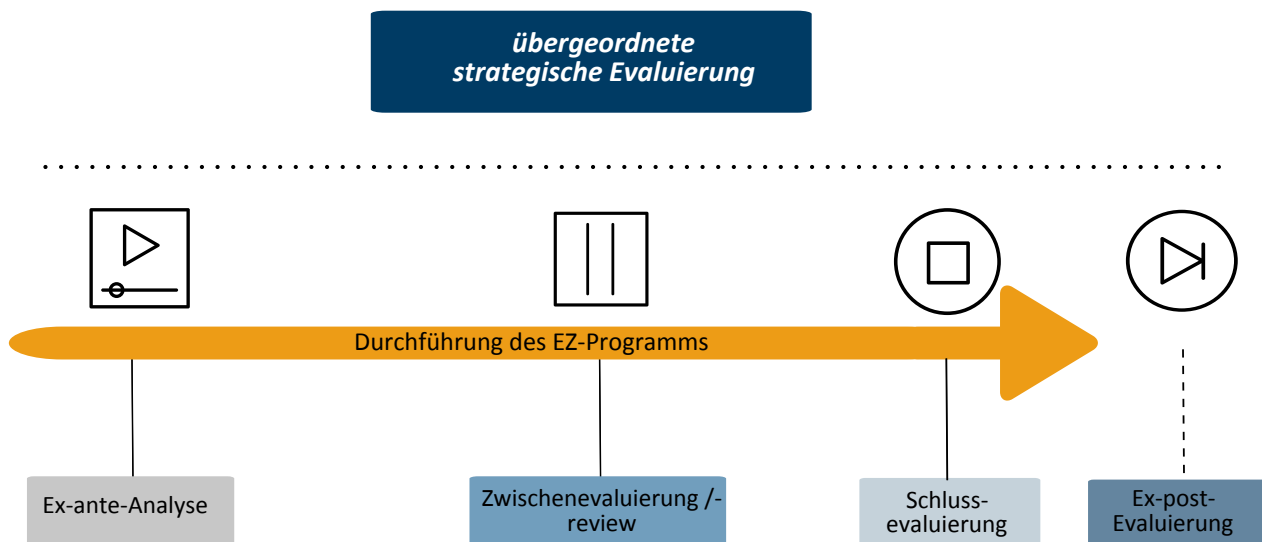 übergeordnete
strategische Evaluierung
Durchführung des EZ-Programms
Ex-ante-Analyse
Zwischenevaluierung /-
review
Schluss-
evaluierung
Ex-post-
Evaluierung